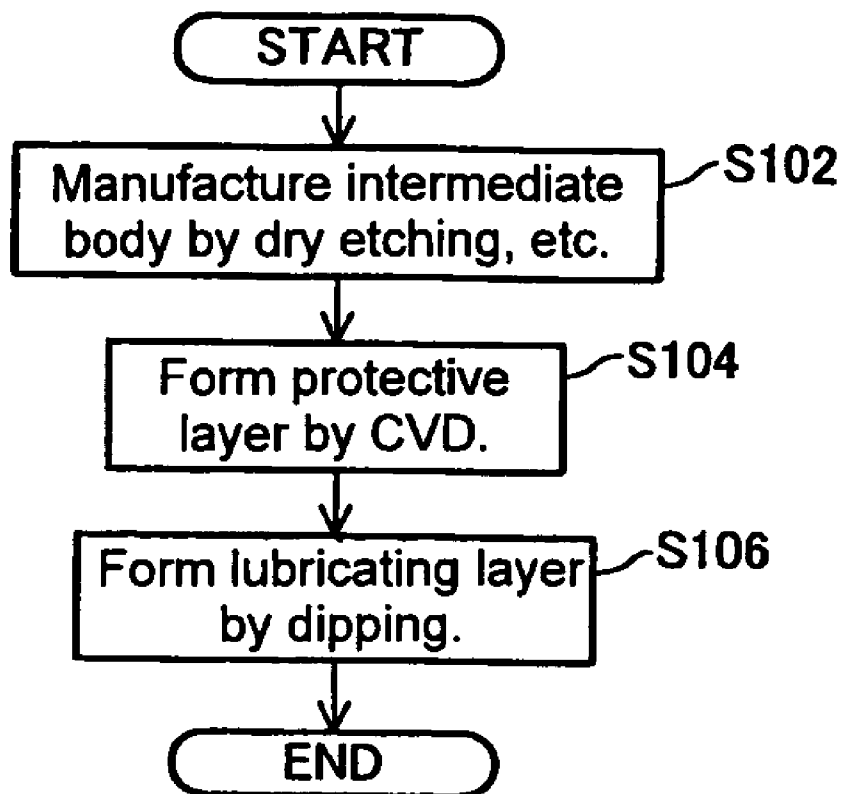 START
Manufacture intermediate
body by dry etching, etc.
S102
Form protective
layer by CVD.
S104
Form lubricating layer
by dipping.
S106
END